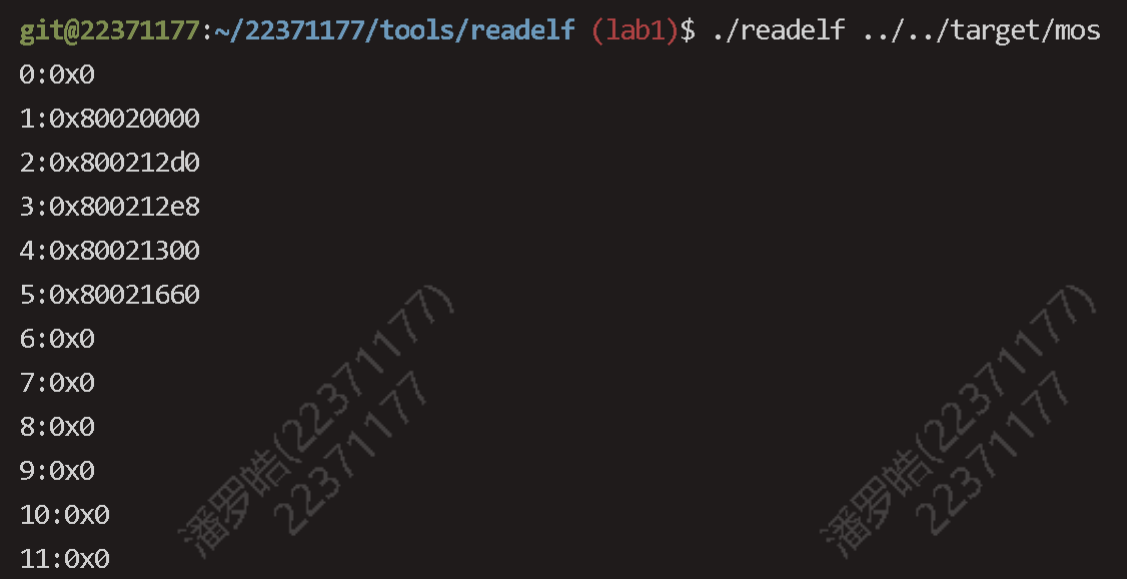 git@22371177:~/22371177/tools/readelf (lab1)$ ./readelf ../../target/mos
0:0x0
1:0x80020000
2:0x800212d0
3:0x800212e8
4:0x80021300
5:0x80021660
6:0x0
7:0x0
8:0x0
9:0x0
10:0x0
11:0x0
潘罗皓(22371177)
22371177
潘罗皓(22371177)
22371177